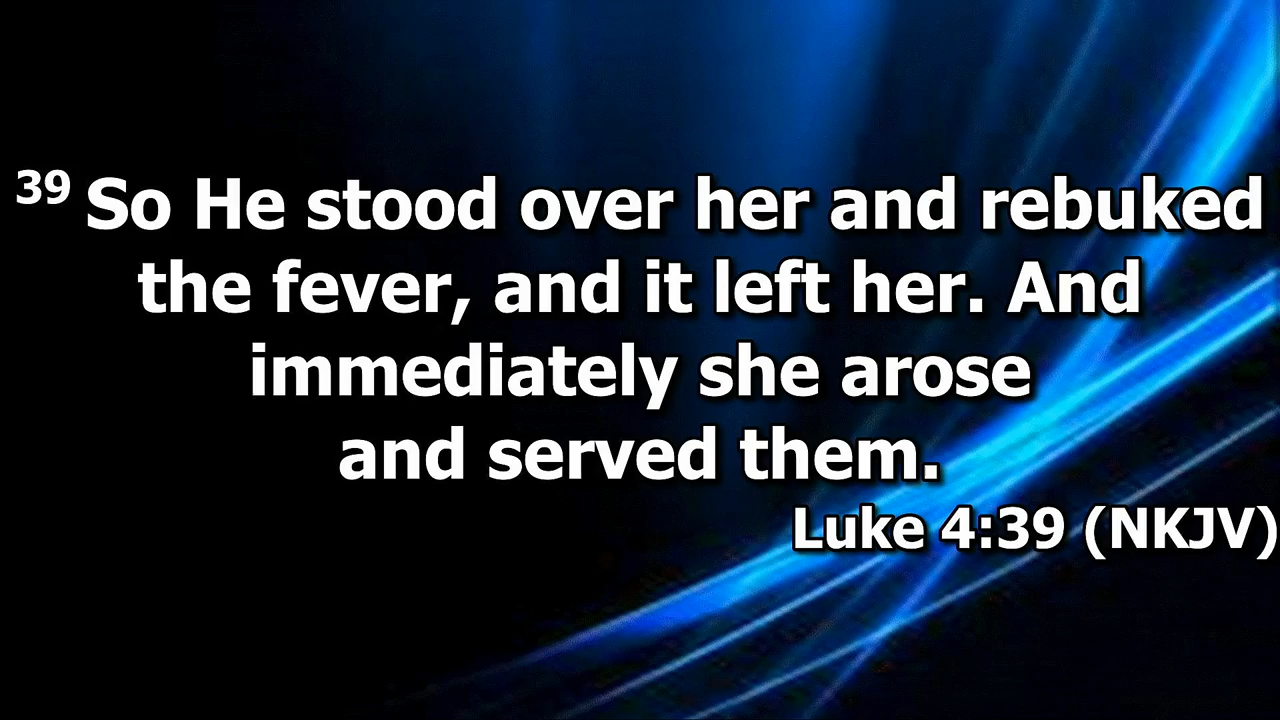 39 So He stood over her and rebuked
the fever, and it left her. And
immediately she arose
and served them.
Luke 4:39 (NKJV)